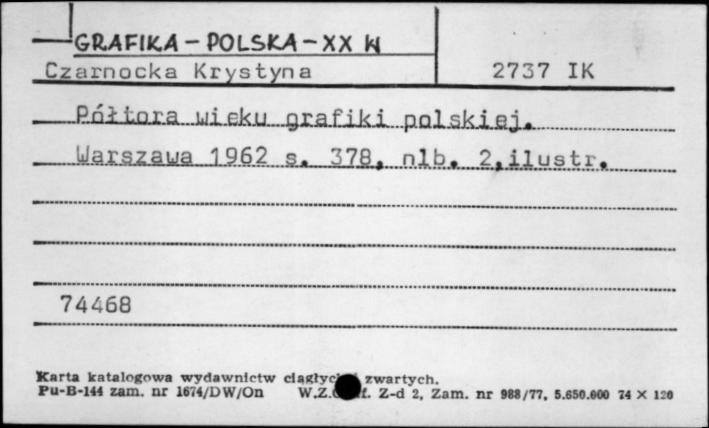 GRAFIKA - POLSKA - XX W
Czarnocka Krystyna 2737 IK
Półtora wieku grafiki polskiej.
Warszawa 1962 s. 378, nlb. 2,ilustr.
74468
Karta katalogowa wydawnictw zwartych.
Pu-B-144 zam. nr 1674/DW/On W.Z. Z-d 2, Zam. nr 988/77, 5.650.000 74 × 120